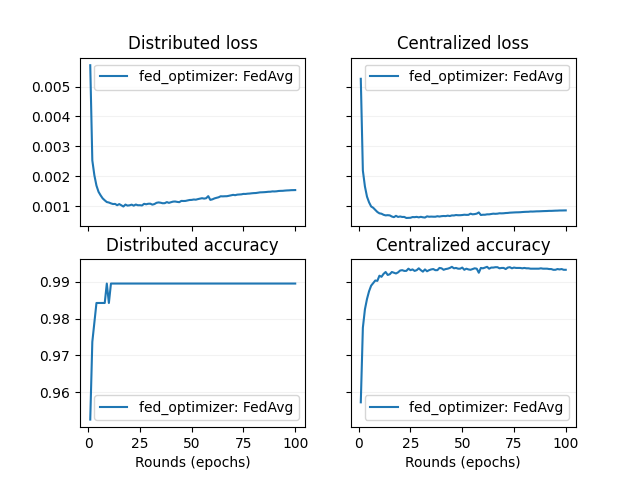 Distributed loss
Centralized loss
fed_optimizer: FedAvg
fed_optimizer: FedAvg
0.005
0.004
0.003
0.002
0.001
Distributed accuracy
Centralized accuracy
0.99
0.98
0.97
0.96
fed_optimizer: FedAvg
fed_optimizer: FedAvg
0 25 50 75 100
0 25 50 75 100
Rounds (epochs)
Rounds (epochs)